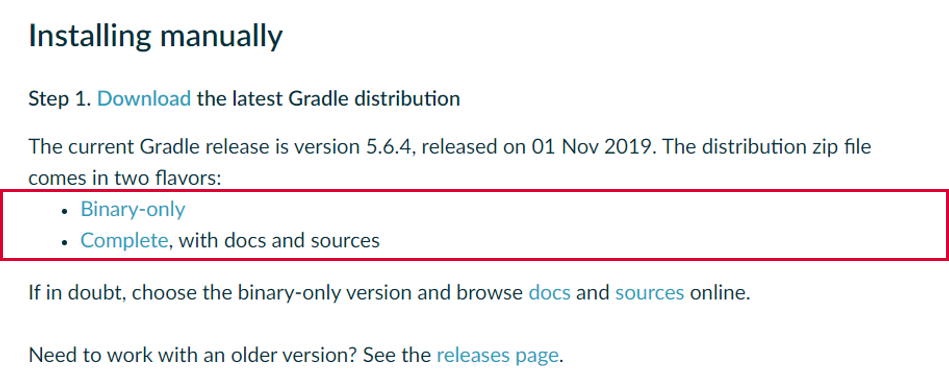 Installing manually
Step 1. Download the latest Gradle distribution
The current Gradle release is version 5.6.4, released on 01 Nov 2019. The distribution zip file
comes in two flavors:
• Binary-only
• Complete, with docs and sources
If in doubt, choose the binary-only version and browse docs and sources online.
Need to work with an older version? See the releases page.